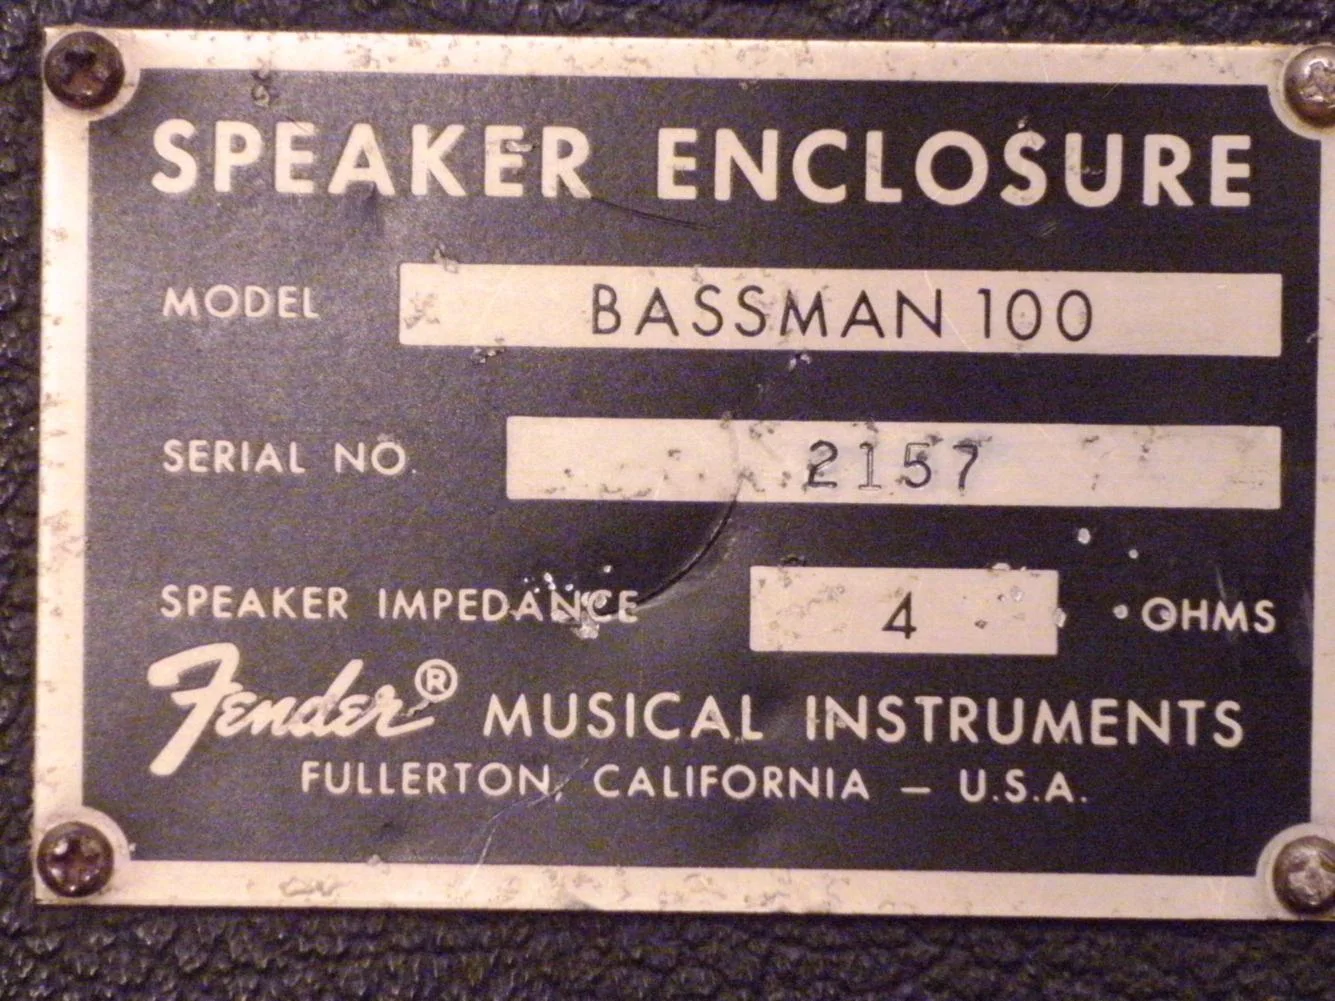 SPEAKER ENCLOSURE
MODEL BASSMAN 100
SERIAL NO. 2157
SPEAKER IMPEDANCE 4 OHMS
Fender® MUSICAL INSTRUMENTS
FULLERTON, CALIFORNIA — U.S.A.